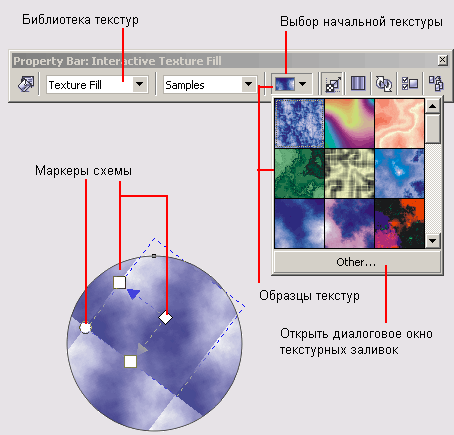 Библиотека текстур
Выбор начальной текстуры
Property Bar: Interactive Texture Fill
Texture Fill
Samples
Маркеры схемы
Other...
Образцы текстур
Открыть диалоговое окно
текстурных заливок